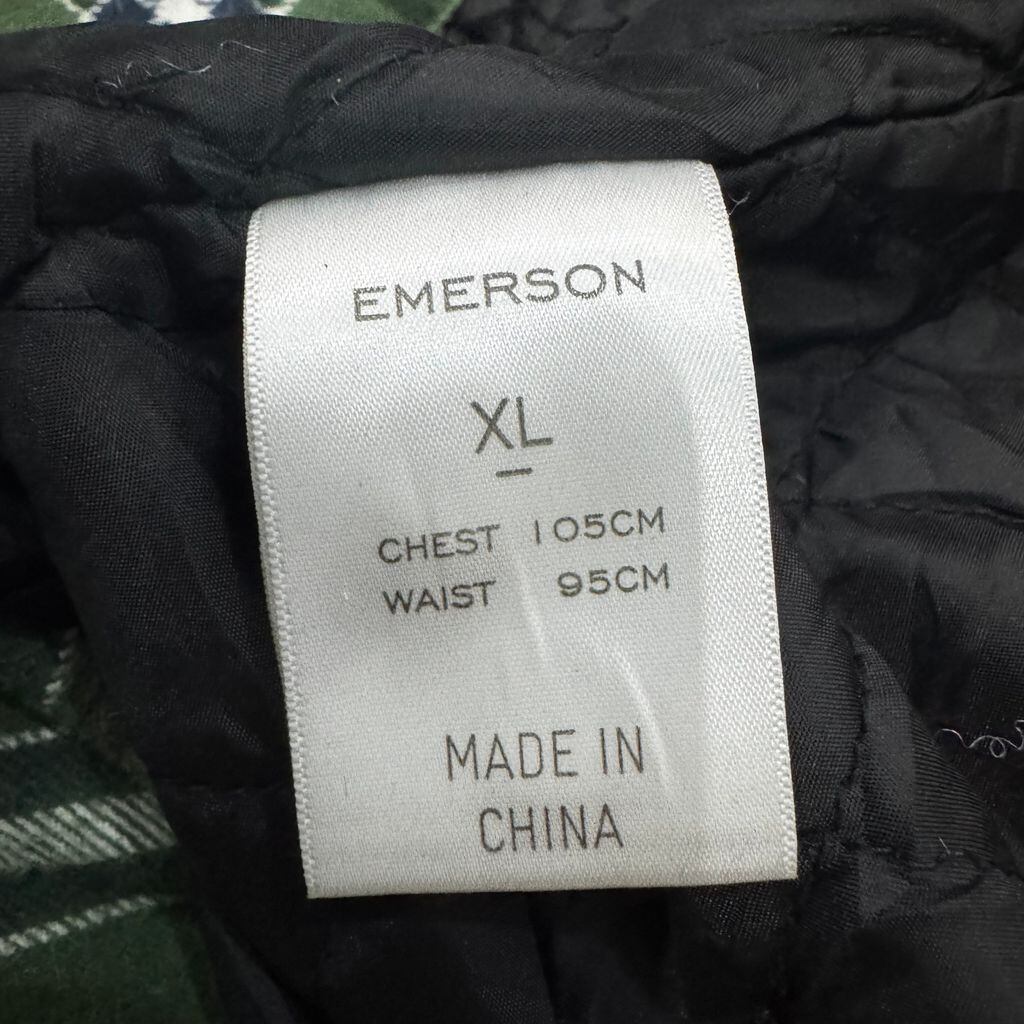 EMERSON
XL
CHEST 105CM
WAIST 95CM
MADE IN
CHINA